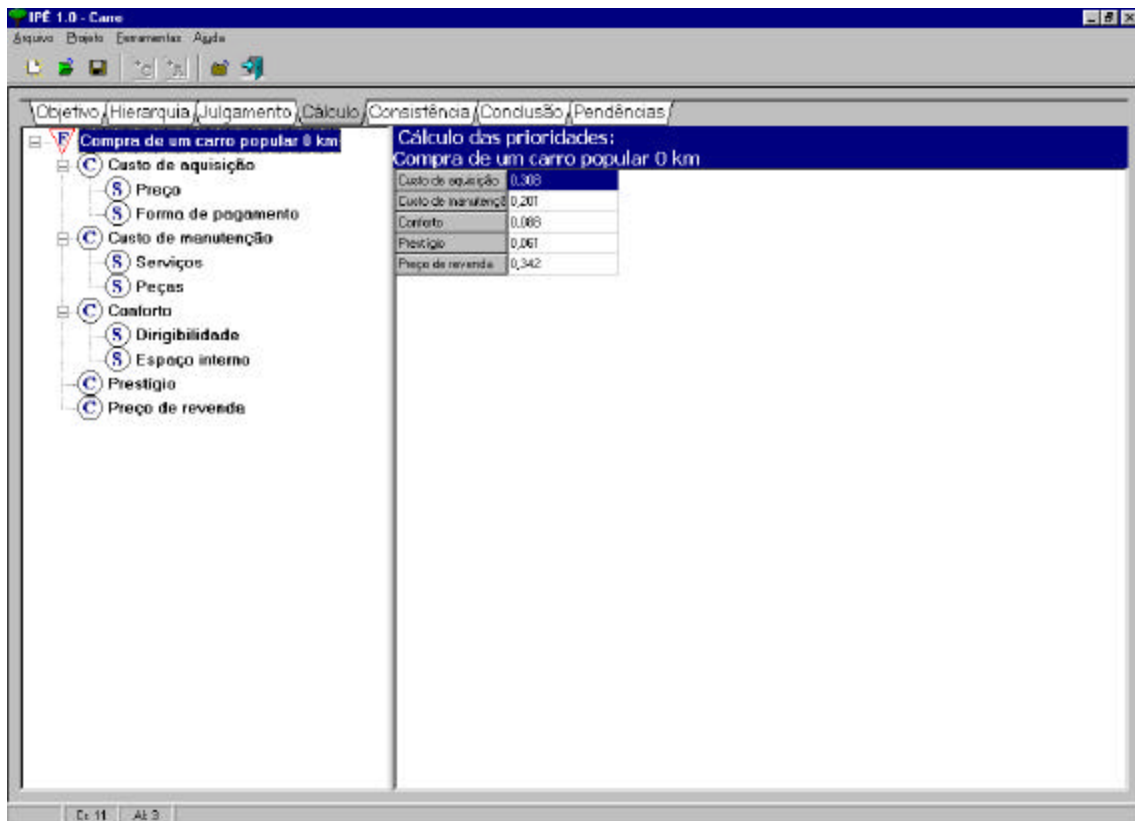 IPÊ 1.0 - Carro
Arquivo Projeto Ferramentas Ajuda
Objetivo Hierarquia Julgamento Cálculo Consistência Conclusão Pendências
F Compra de um carro popular 0 km
C Custo de aquisição
S Preço
S Forma de pagamento
C Custo de manutenção
S Serviços
S Peças
C Conforto
S Dirigibilidade
S Espaço interno
C Prestígio
C Preço de revenda
Cálculo das prioridades:
Compra de um carro popular 0 km
Custo de aquisição 0,308
Custo de manutençã 0,201
Conforto 0,088
Prestígio 0,061
Preço de revenda 0,342